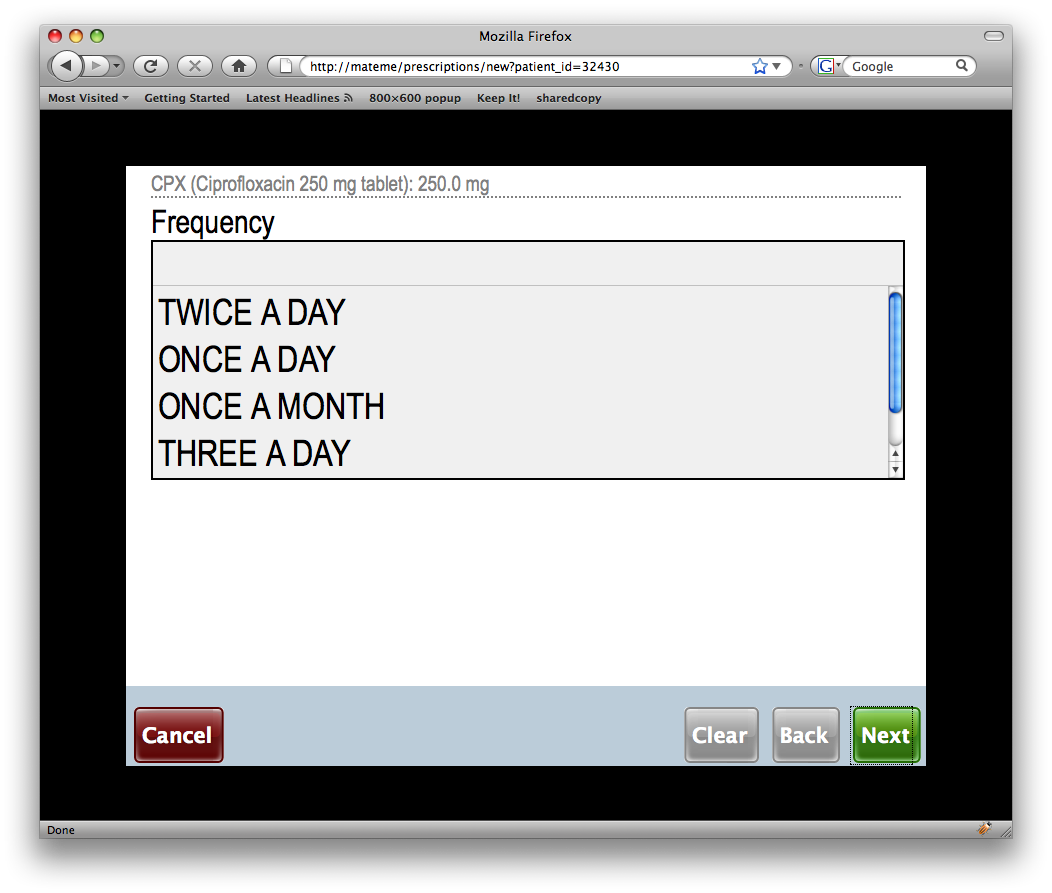 Mozilla Firefox
http://mateme/prescriptions/new?patient_id=32430
G Google
Most Visited Getting Started Latest Headlines 800×600 popup Keep It! sharedcopy
CPX (Ciprofloxacin 250 mg tablet): 250.0 mg
Frequency
TWICE A DAY
ONCE A DAY
ONCE A MONTH
THREE A DAY
Cancel Clear Back Next
Done